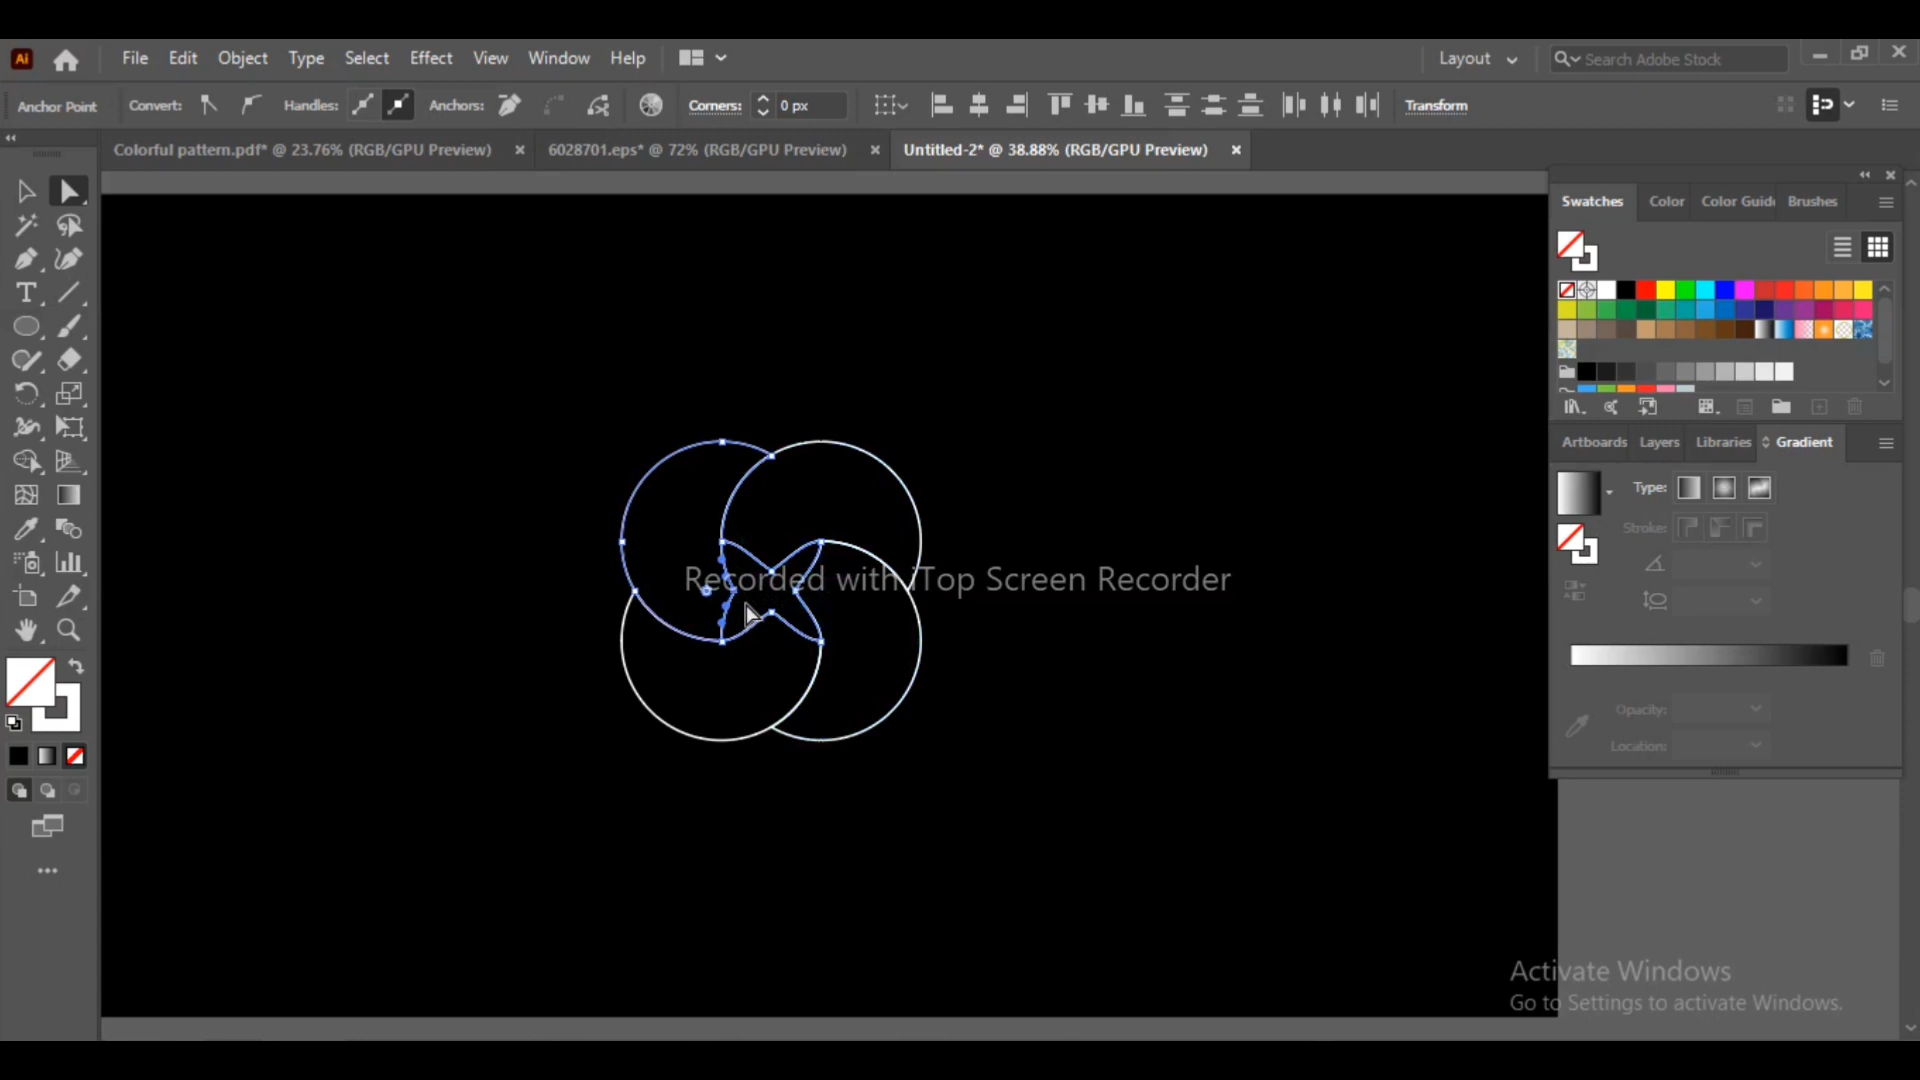 Ai
File Edit Object Type Select Effect View Window Help
Layout
Search Adobe Stock
Anchor Point
Convert:
Handles:
Anchors:
Corners:
0 px
Transform
Colorful pattern.pdf* @ 23.76% (RGB/GPU Preview)
6028701.eps* @ 72% (RGB/GPU Preview)
Untitled-2* @ 38.88% (RGB/GPU Preview)
Swatches
Color
Color Guid
Brushes
Artboards
Layers
Libraries
Gradient
Type:
Stroke:
Recorded with iTop Screen Recorder
Opacity:
Location:
Activate Windows
Go to Settings to activate Windows.